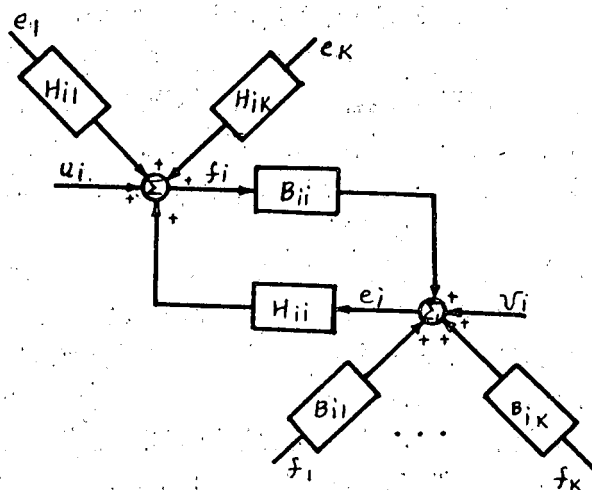 e1
eK
Hi1
HiK
ui
+
+
+
+
Σ
fi
Bii
+
Hii
ei
Σ
+
vi
+
+
+
Bi1
BiK
...
f1
fK